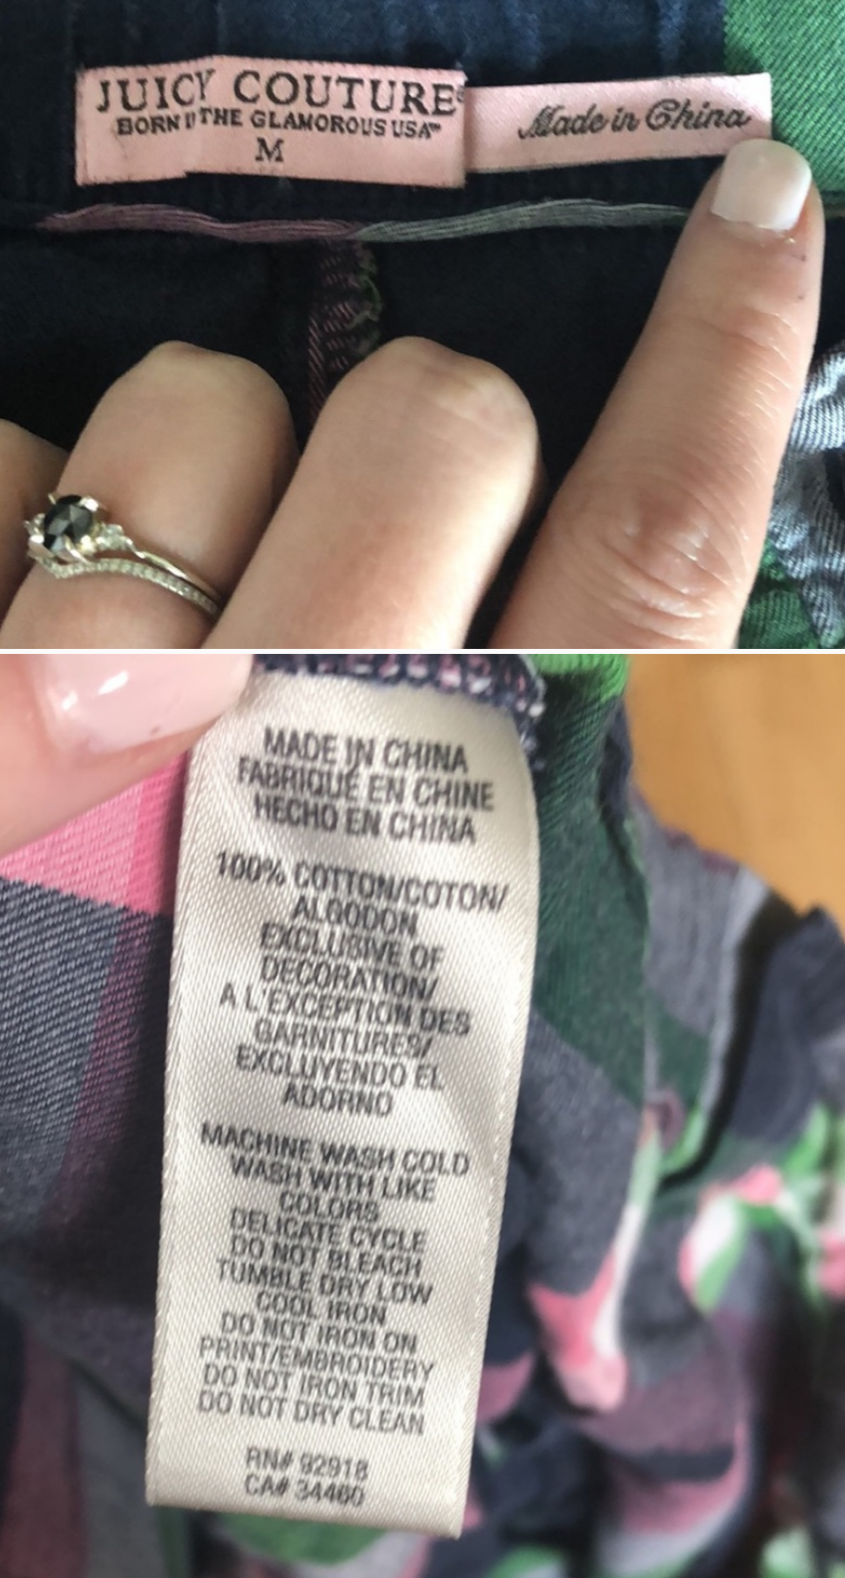 JUICY COUTURE
BORN IN THE GLAMOROUS USA™
M
Made in China
MADE IN CHINA
FABRIQUÉ EN CHINE
HECHO EN CHINA
100% COTTON/COTON/
ALGODON
EXCLUSIVE OF
DECORATION/
A L'EXCEPTION DES
GARNITURES/
EXCLUYENDO EL
ADORNO
MACHINE WASH COLD
WASH WITH LIKE
COLORS
DELICATE CYCLE
DO NOT BLEACH
TUMBLE DRY LOW
COOL IRON
DO NOT IRON ON
PRINT/EMBROIDERY
DO NOT IRON TRIM
DO NOT DRY CLEAN
RN# 92918
CA# 34460